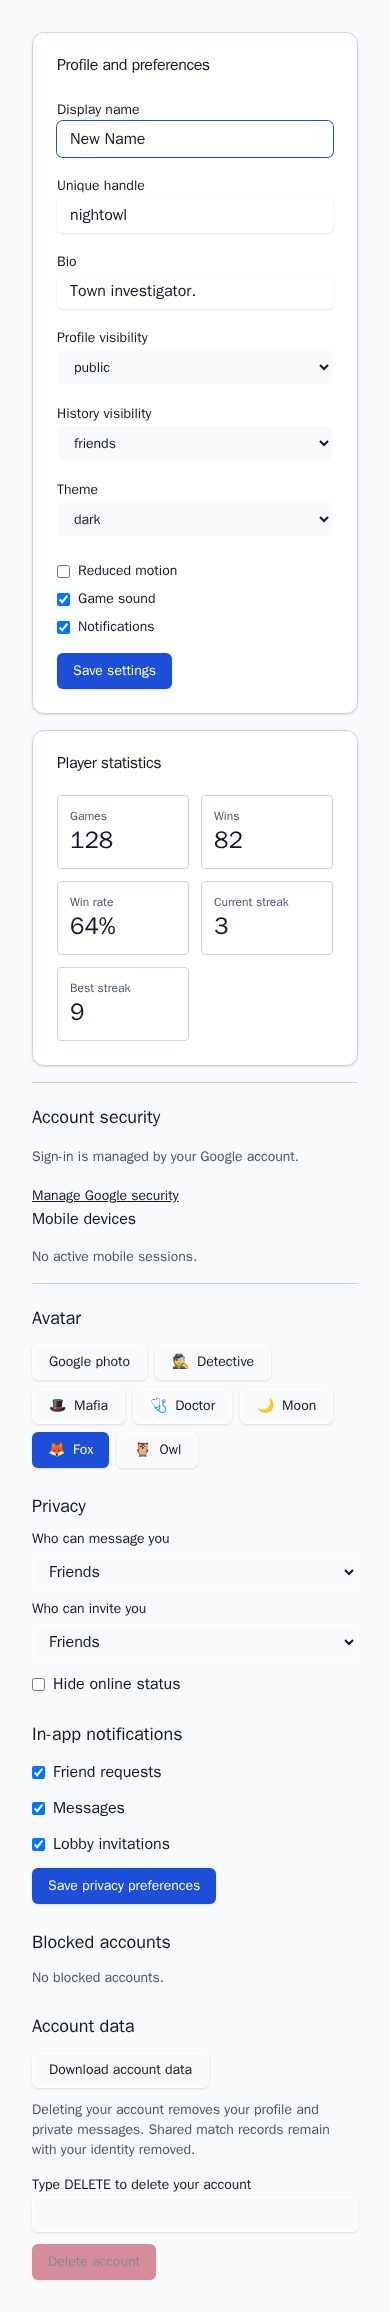 Profile and preferences
Display name
New Name
Unique handle
nightowl
Bio
Town investigator.
Profile visibility
public
History visibility
friends
Theme
dark
Reduced motion
Game sound
Notifications
Save settings
Player statistics
Games
128
Wins
82
Win rate
64%
Current streak
3
Best streak
9
Account security
Sign-in is managed by your Google account.
Manage Google security
Mobile devices
No active mobile sessions.
Avatar
Google photo
Detective
Mafia
Doctor
Moon
Fox
Owl
Privacy
Who can message you
Friends
Who can invite you
Friends
Hide online status
In-app notifications
Friend requests
Messages
Lobby invitations
Save privacy preferences
Blocked accounts
No blocked accounts.
Account data
Download account data
Deleting your account removes your profile and
private messages. Shared match records remain
with your identity removed.
Type DELETE to delete your account
Delete account